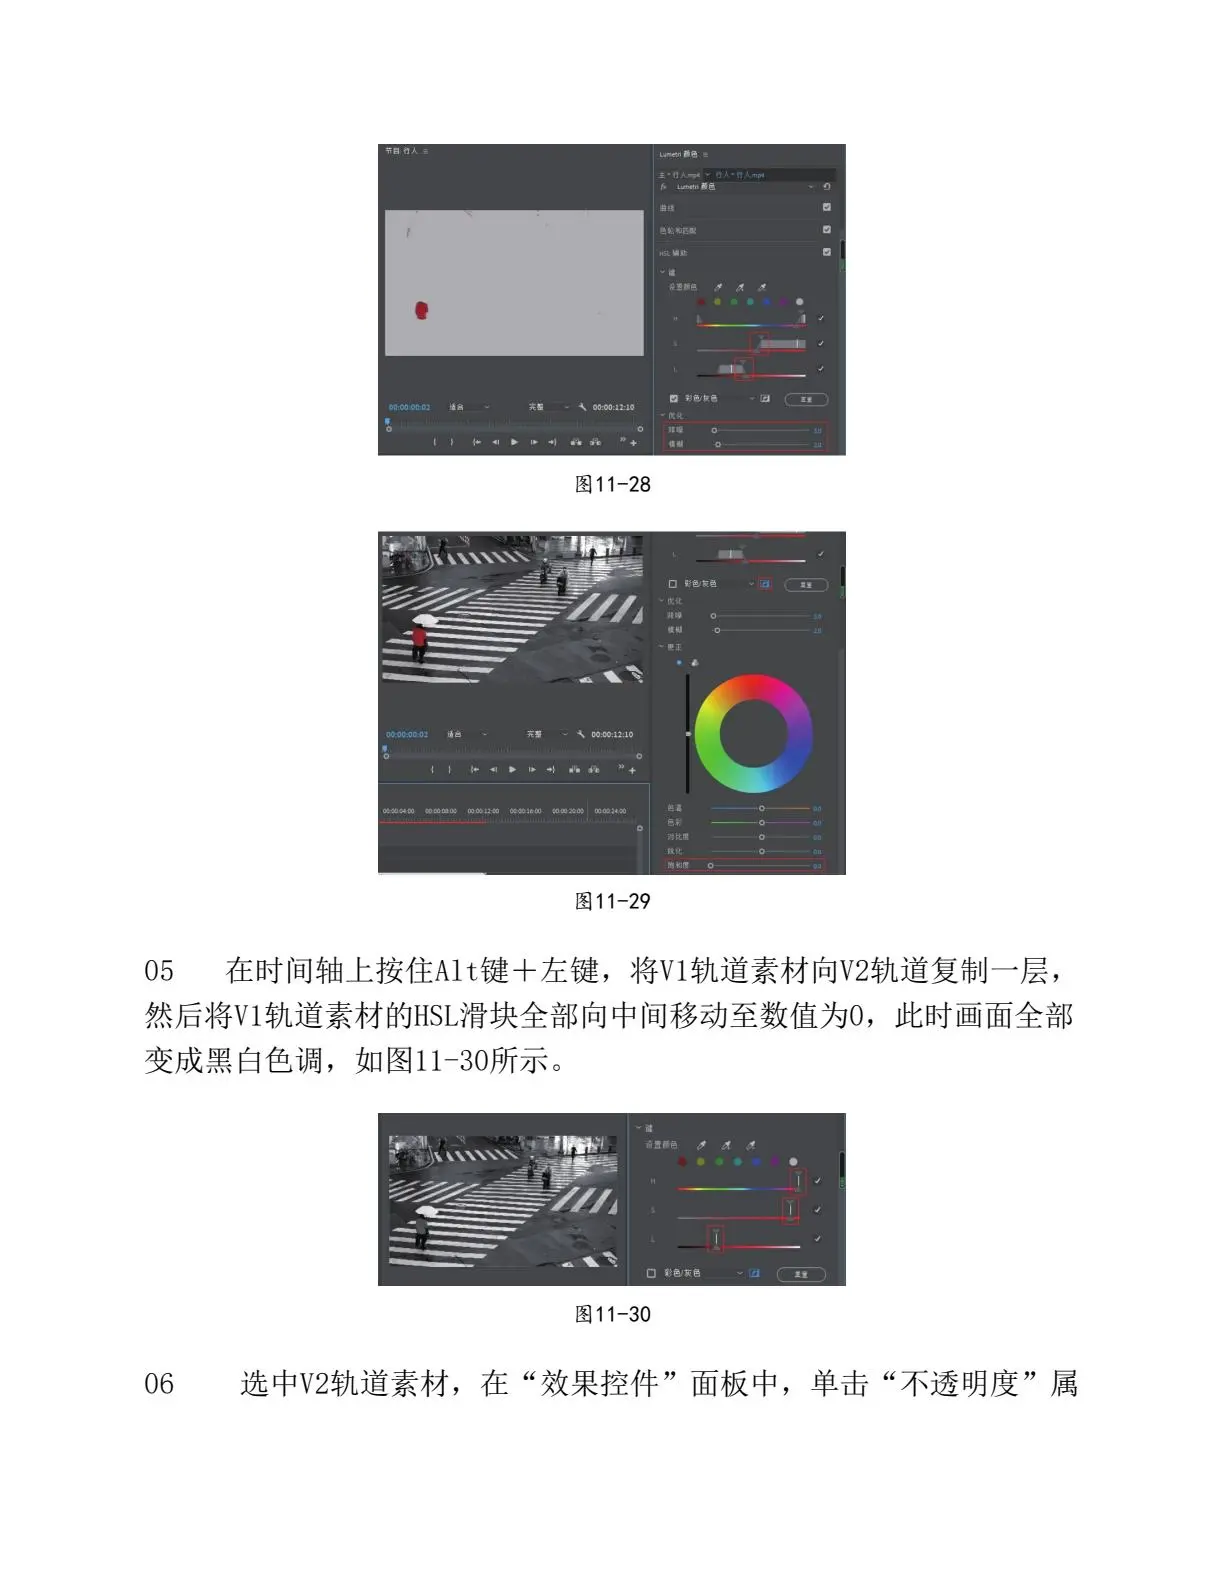 节目:行人
Lumetri 颜色
主*行人.mp4
行人*行人.mp4
fx Lumetri 颜色
曲线
色轮和匹配
HSL 辅助
键
设置颜色
H
S
L
彩色/灰色
重置
00:00:00:02 适合 完整 00:00:12:10
优化
降噪 3.0
模糊 2.0
图11-28
L
彩色/灰色
重置
优化
降噪 3.0
模糊 2.0
更正
00:00:00:02 适合 完整 00:00:12:10
00:00:04:00 00:00:08:00 00:00:12:00 00:00:16:00 00:00:20:00 00:00:24:00
色温 0.0
色彩 0.0
对比度 0.0
锐化 0.0
饱和度 0.0
图11-29
05 在时间轴上按住Alt键+左键，将V1轨道素材向V2轨道复制一层，
然后将V1轨道素材的HSL滑块全部向中间移动至数值为0，此时画面全部
变成黑白色调，如图11-30所示。
键
设置颜色
H
S
L
彩色/灰色
重置
图11-30
06 选中V2轨道素材，在“效果控件”面板中，单击“不透明度”属